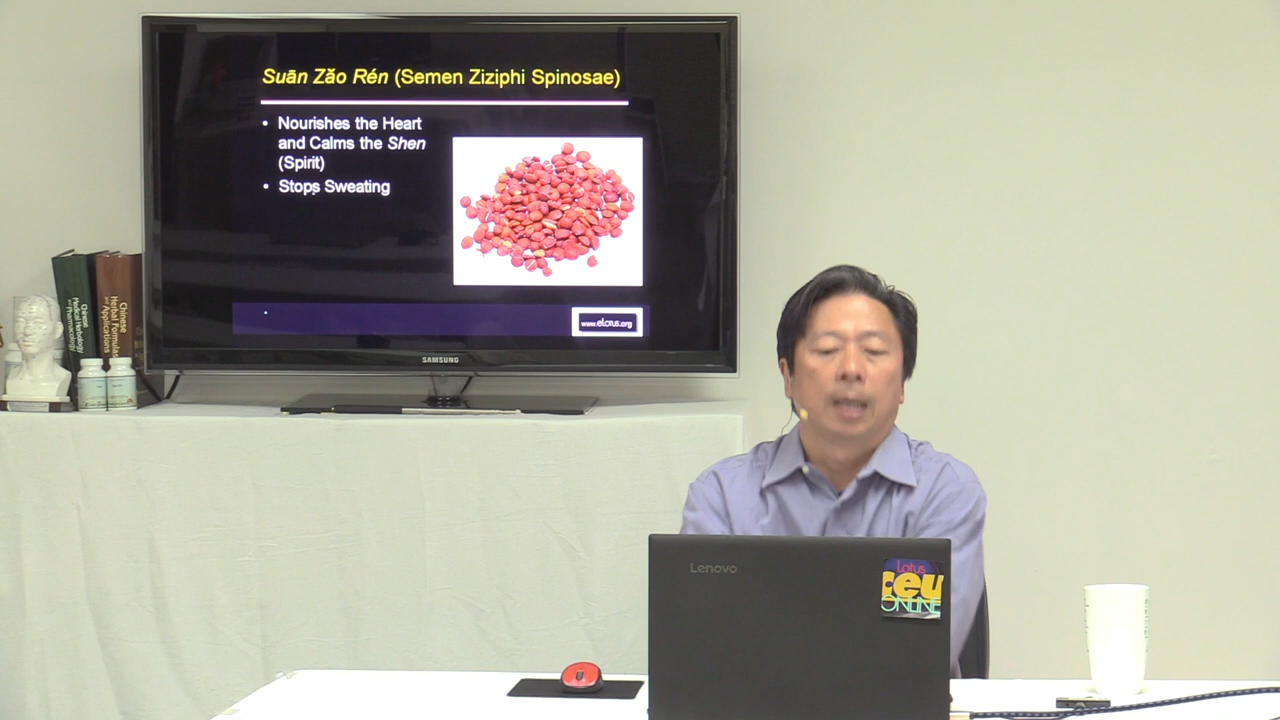 Suān Zǎo Rén (Semen Ziziphi Spinosae)
• Nourishes the Heart
and Calms the Shen
(Spirit)
• Stops Sweating
www.eLotus.org
SAMSUNG
Chinese
Medical Herbology
and Pharmacology
Chinese
Herbal Formulas
and Applications
Lenovo
Lotus
ceu
ONLINE